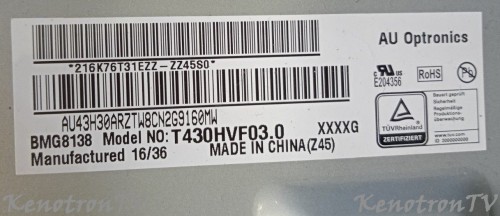 AU Optronics
*216K76T31EZZ--ZZ45S0*
E204356
RoHS
AU43H30ARZTW8CN2G9160MW
BMG8138 Model NO: T430HVF03.0 XXXXG
Manufactured 16/36 MADE IN CHINA(Z45)
TÜVRheinland
ZERTIFIZIERT
Kenotron
KenotronTV